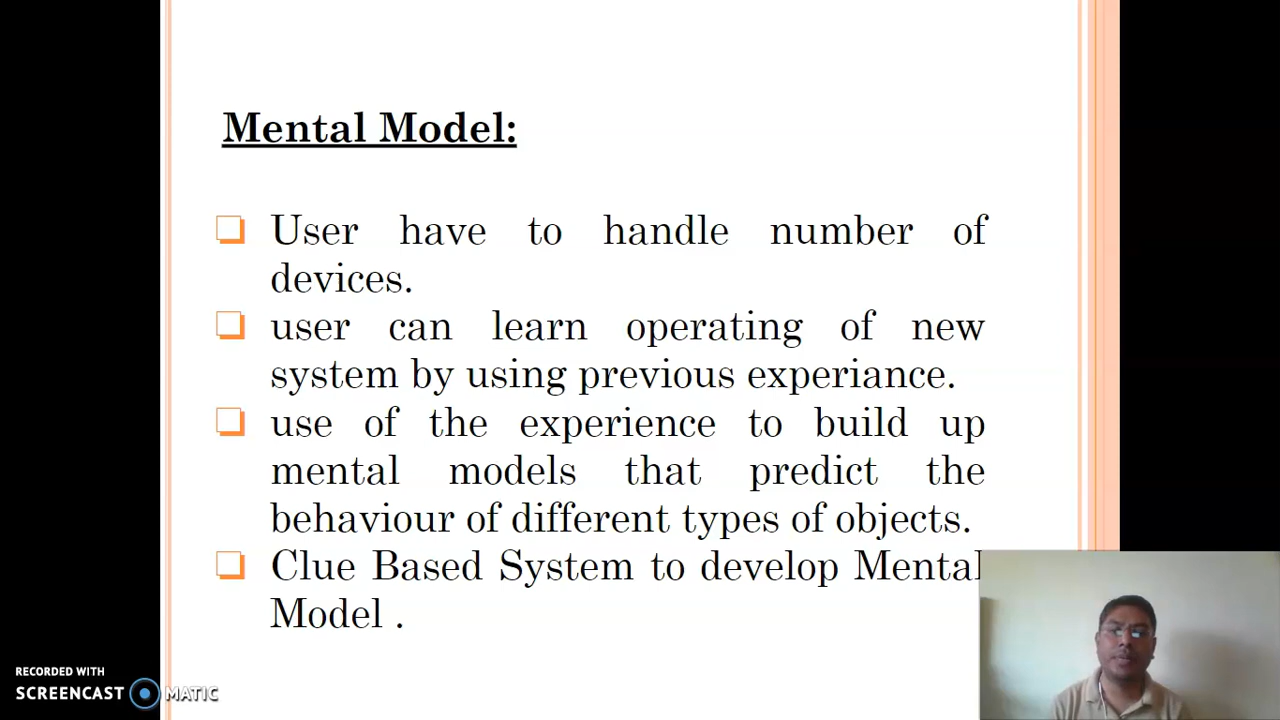 Mental Model:
User have to handle number of
devices.
user can learn operating of new
system by using previous experiance.
use of the experience to build up
mental models that predict the
behaviour of different types of objects.
Clue Based System to develop Mental
Model .
RECORDED WITH
SCREENCAST MATIC